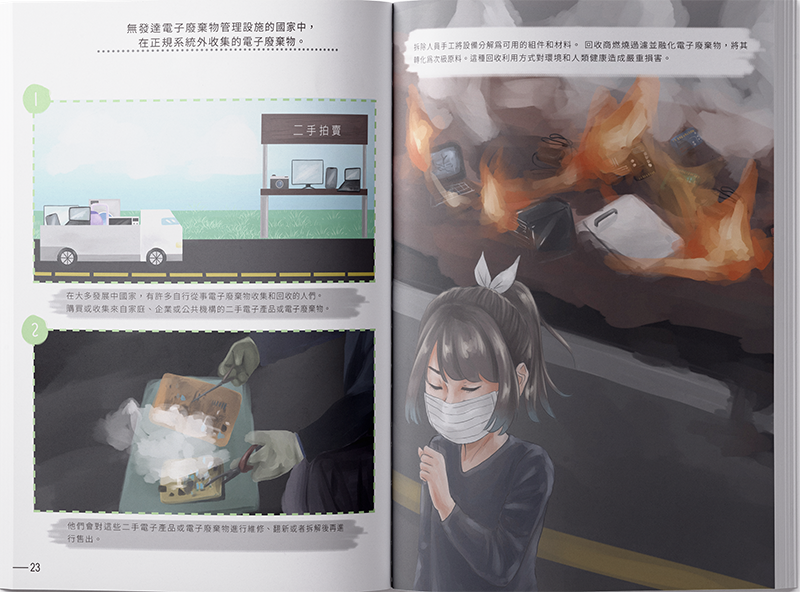 無發達電子廢棄物管理設施的國家中，
在正規系統外收集的電子廢棄物。
1
二手拍賣
在大多發展中國家，有許多自行從事電子廢棄物收集和回收的人們。
購買或收集來自家庭、企業或公共機構的二手電子產品或電子廢棄物。
2
他們會對這些二手電子產品或電子廢棄物進行維修、翻新或者拆解後再進
行售出。
23
拆除人員手工將設備分解為可用的組件和材料。 回收商燃燒過濾並融化電子廢棄物，將其
轉化為次級原料。這種回收利用方式對環境和人類健康造成嚴重損害。